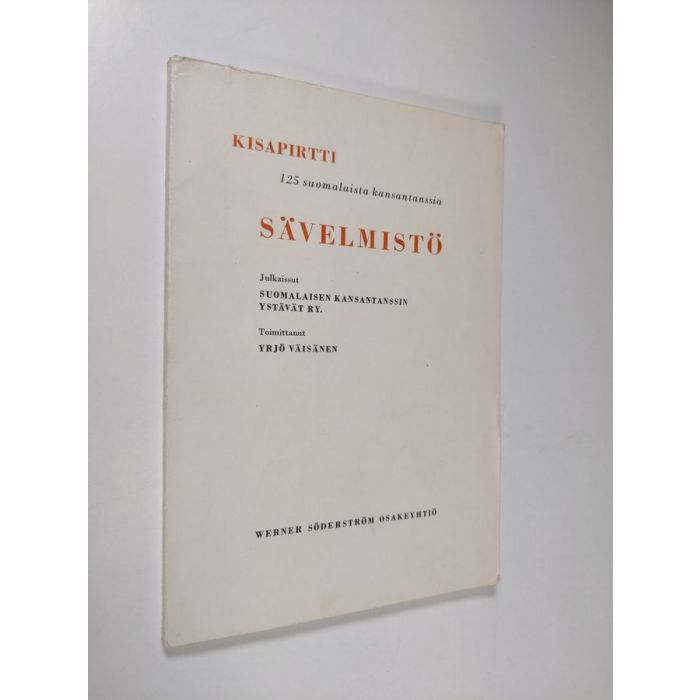 KISAPIRTTI
125 suomalaista kansantanssia
SÄVELMISTÖ
Julkaissut
SUOMALAISEN KANSANTANSSIN
YSTÄVÄT RY.
Toimittanut
YRJÖ VÄISÄNEN
WERNER SÖDERSTRÖM OSAKEYHTIÖ